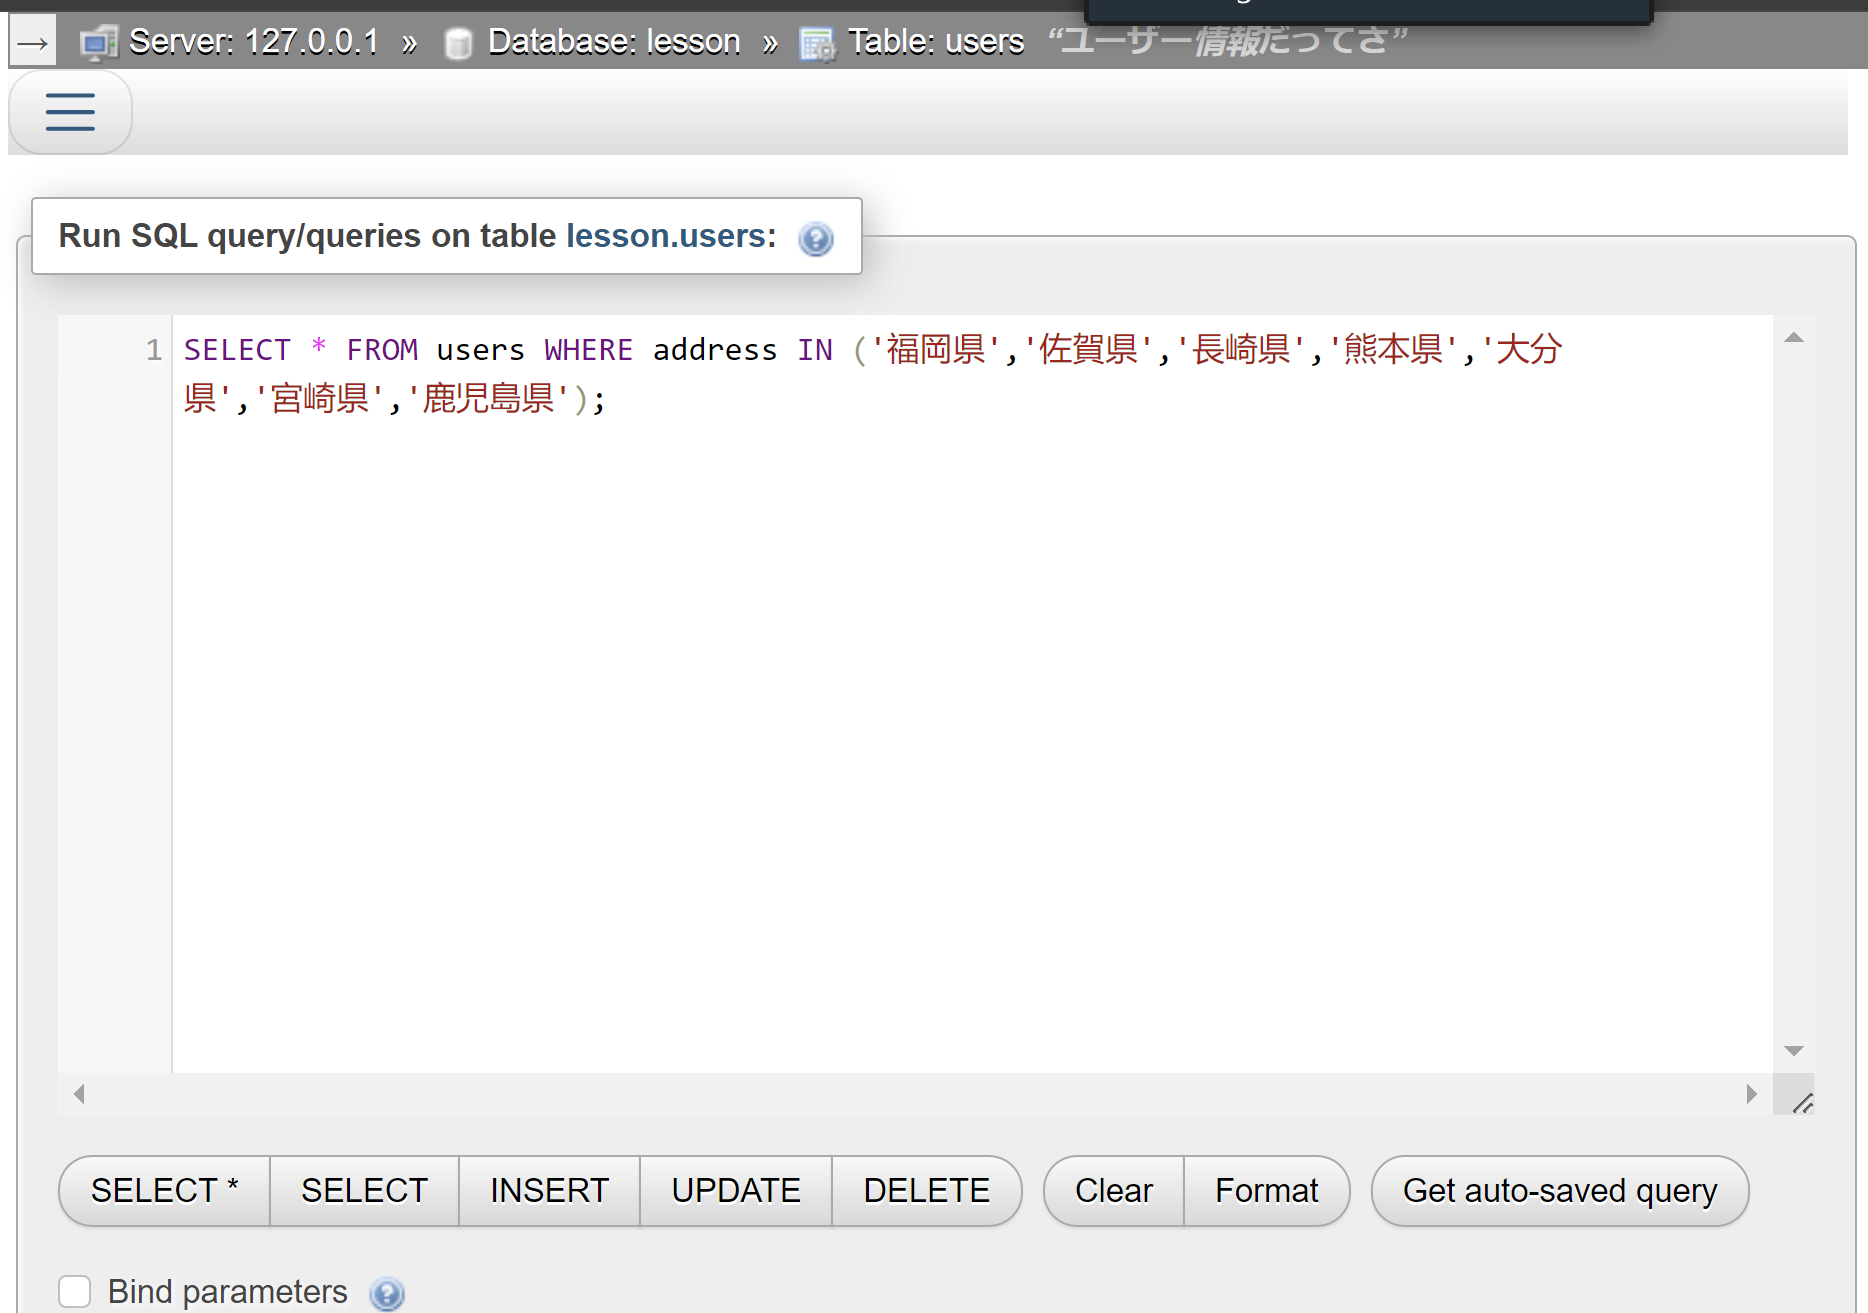 → Server: 127.0.0.1 » Database: lesson » Table: users “ユーザー情報だってさ”
Run SQL query/queries on table lesson.users:
1 SELECT * FROM users WHERE address IN ('福岡県','佐賀県','長崎県','熊本県','大分
県','宮崎県','鹿児島県');
SELECT * SELECT INSERT UPDATE DELETE Clear Format Get auto-saved query
Bind parameters